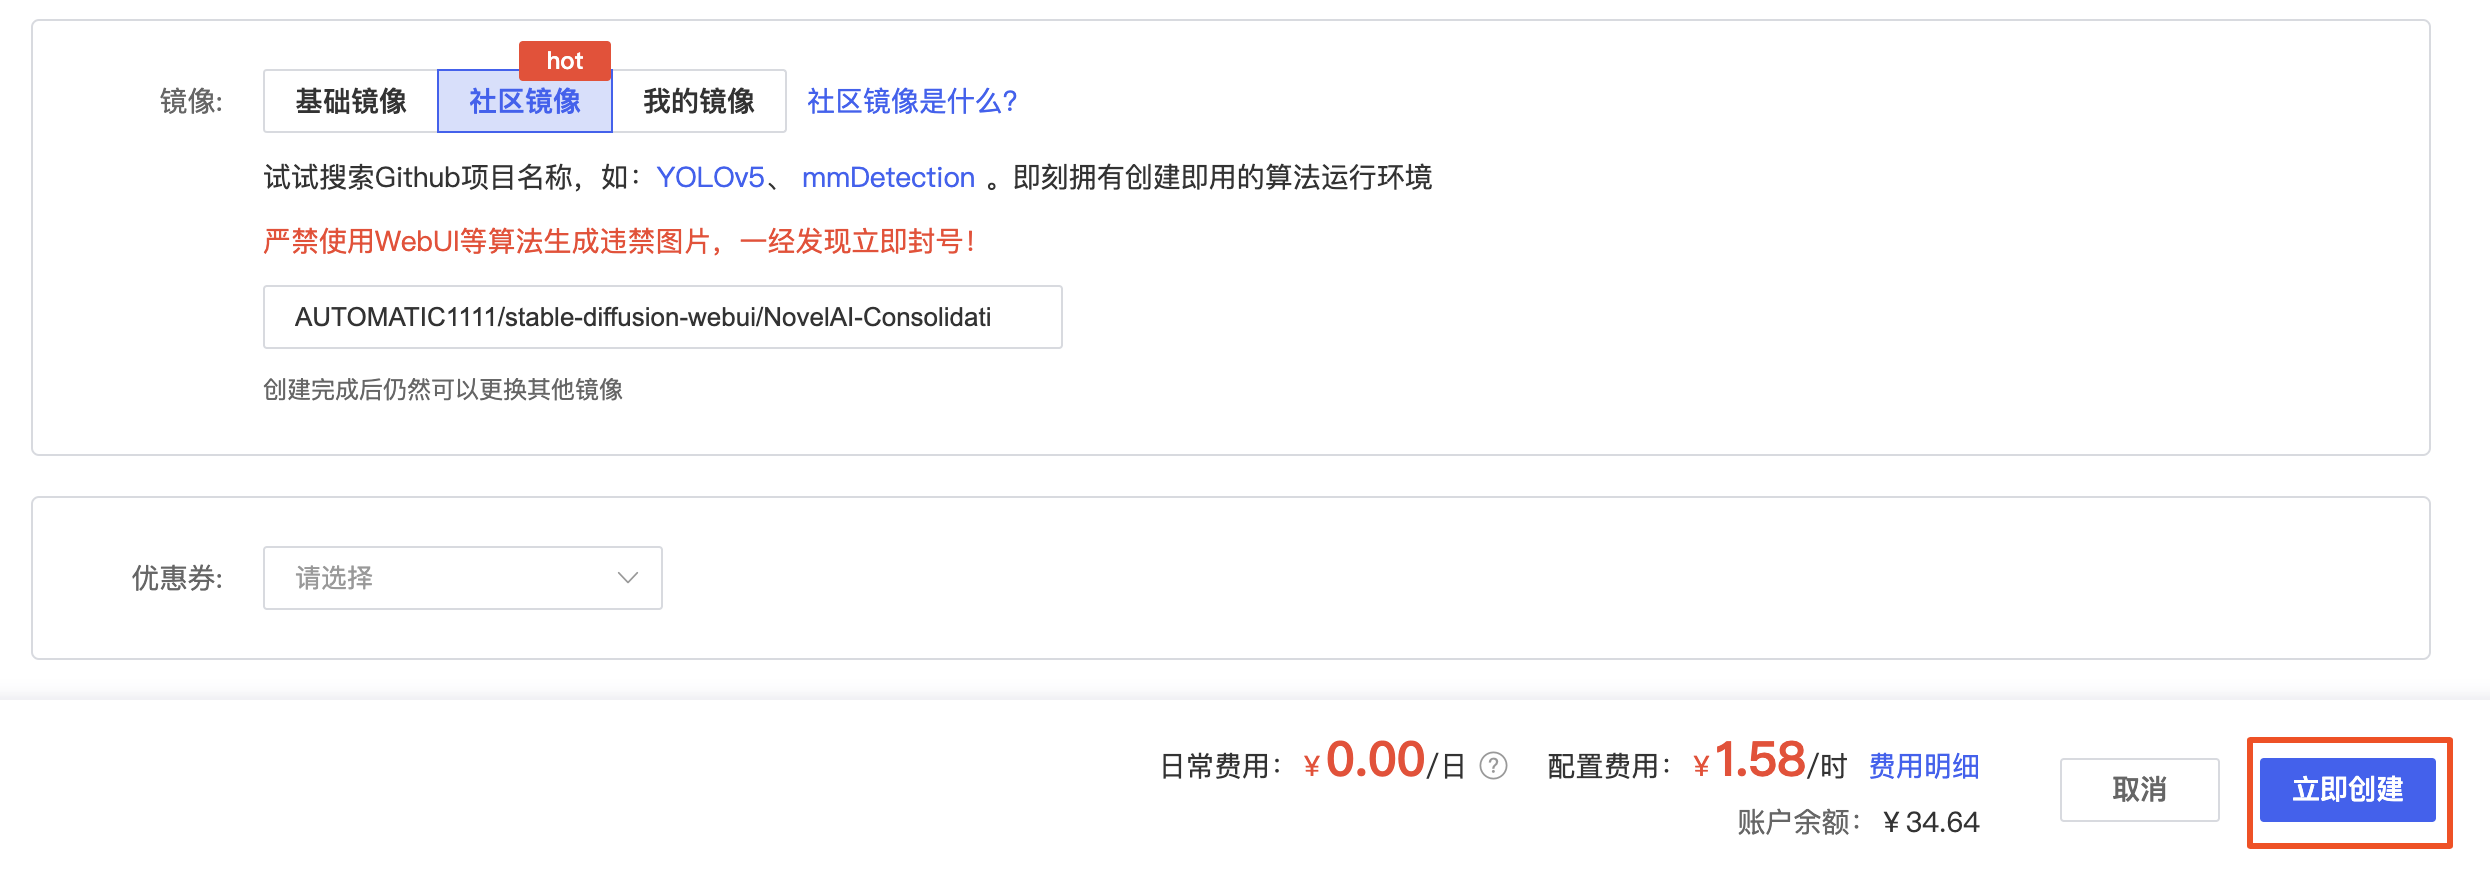 hot
镜像: 基础镜像 社区镜像 我的镜像 社区镜像是什么?
试试搜索Github项目名称，如：YOLOv5、 mmDetection 。即刻拥有创建即用的算法运行环境
严禁使用WebUI等算法生成违禁图片，一经发现立即封号！
AUTOMATIC1111/stable-diffusion-webui/NovelAI-Consolidati
创建完成后仍然可以更换其他镜像
优惠券: 请选择
日常费用：￥0.00/日 ? 配置费用：￥1.58/时 费用明细
账户余额：￥34.64
取消 立即创建